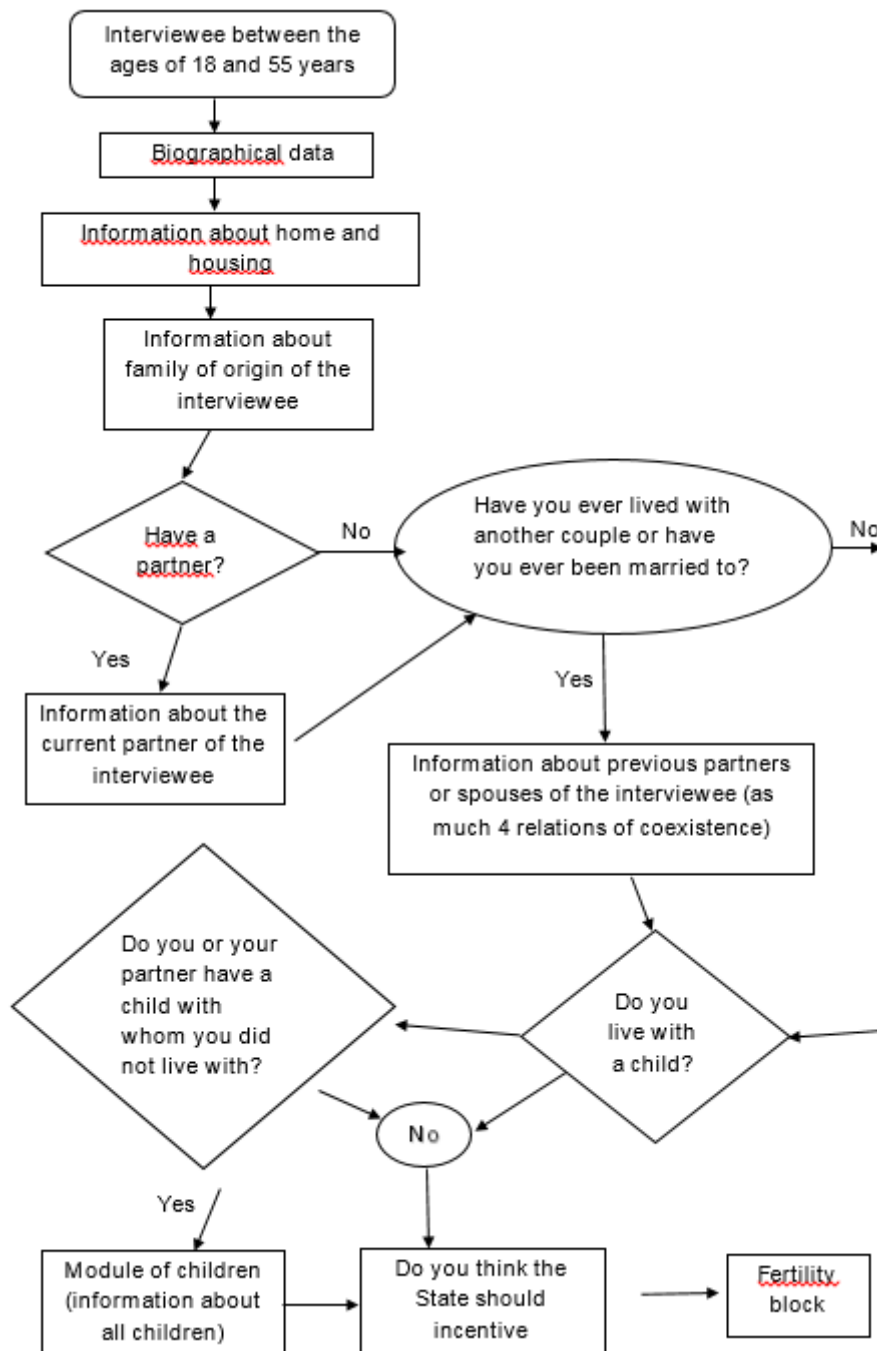 Interviewee between the
ages of 18 and 55 years
Biographical data
Information about home and
housing
Information about
family of origin of the
interviewee
Have a
partner?
No
Have you ever lived with
another couple or have
you ever been married to?
No
Yes
Information about the
current partner of the
interviewee
Yes
Information about previous partners
or spouses of the interviewee (as
much 4 relations of coexistence)
Do you or your
partner have a
child with
whom you did
not live with?
Do you
live with
a child?
No
Yes
Module of children
(information about
all children)
Do you think the
State should
incentive
Fertility
block